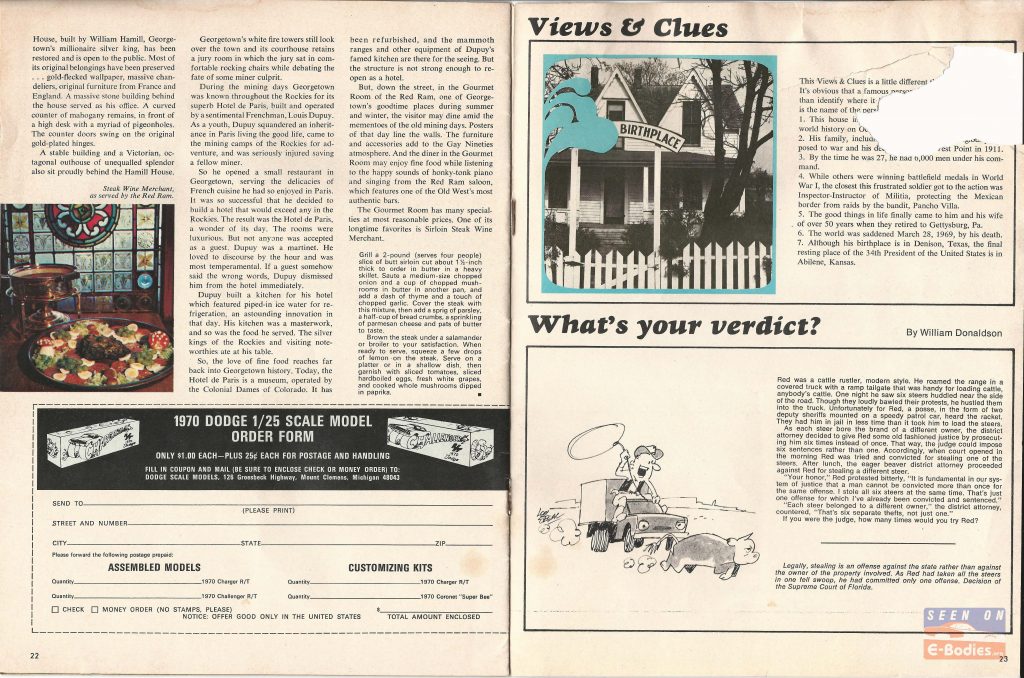 House, built by William Hamill, George-
town's millionaire silver king, has been
restored and is open to the public. Most of
its original belongings have been preserved
. . . gold-flecked wallpaper, massive chan-
deliers, original furniture from France and
England. A massive stone building behind
the house served as his office. A curved
counter of mahogany remains, in front of
a high desk with a myriad of pigeonholes.
The counter doors swing on the original
gold-plated hinges.
A stable building and a Victorian, oc-
tagonal outhouse of unequalled splendor
also sit proudly behind the Hamill House.
Steak Wine Merchant,
as served by the Red Ram.
Georgetown's white fire towers still look
over the town and its courthouse retains
a jury room in which the jury sat in com-
fortable rocking chairs while debating the
fate of some miner culprit.
During the mining days Georgetown
was known throughout the Rockies for its
superb Hotel de Paris, built and operated
by a sentimental Frenchman, Louis Dupuy.
As a youth, Dupuy squandered an inherit-
ance in Paris living the good life, came to
the mining camps of the Rockies for ad-
venture, and was seriously injured saving
a fellow miner.
So he opened a small restaurant in
Georgetown, serving the delicacies of
French cuisine he had so enjoyed in Paris.
It was so successful that he decided to
build a hotel that would exceed any in the
Rockies. The result was the Hotel de Paris,
a wonder of its day. The rooms were
luxurious. But not anyone was accepted
as a guest. Dupuy was a martinet. He
loved to discourse by the hour and was
most temperamental. If a guest somehow
said the wrong words, Dupuy dismissed
him from the hotel immediately.
Dupuy built a kitchen for his hotel
which featured piped-in ice water for re-
frigeration, an astounding innovation in
that day. His kitchen was a masterwork,
and so was the food he served. The silver
kings of the Rockies and visiting note-
worthies ate at his table.
So, the love of fine food reaches far
back into Georgetown history. Today, the
Hotel de Paris is a museum, operated by
the Colonial Dames of Colorado. It has
been refurbished, and the mammoth
ranges and other equipment of Dupuy's
famed kitchen are there for the seeing. But
the structure is not strong enough to re-
open as a hotel.
But, down the street, in the Gourmet
Room of the Red Ram, one of George-
town's goodtime places during summer
and winter, the visitor may dine amid the
mementoes of the old mining days. Posters
of that day line the walls. The furniture
and accessories add to the Gay Nineties
atmosphere. And the diner in the Gourmet
Room may enjoy fine food while listening
to the happy sounds of honky-tonk piano
and singing from the Red Ram saloon,
which features one of the Old West's most
authentic bars.
The Gourmet Room has many special-
ties at most reasonable prices. One of its
longtime favorites is Sirloin Steak Wine
Merchant.
Grill a 2-pound (serves four people)
slice of butt sirloin cut about 1½-inch
thick to order in butter in a heavy
skillet. Saute a medium-size chopped
onion and a cup of chopped mush-
rooms in butter in another pan, and
add a dash of thyme and a touch of
chopped garlic. Cover the steak with
this mixture, then add a sprig of parsley,
a half-cup of bread crumbs, a sprinkling
of parmesan cheese and pats of butter
to taste.
Brown the steak under a salamander
or broiler to your satisfaction. When
ready to serve, squeeze a few drops
of lemon on the steak. Serve on a
platter or in a shallow dish, then
garnish with sliced tomatoes, sliced
hardboiled eggs, fresh white grapes,
and cooked whole mushrooms dipped
in paprika.
1970 DODGE 1/25 SCALE MODEL
ORDER FORM
ONLY $1.00 EACH—PLUS 25¢ EACH FOR POSTAGE AND HANDLING
FILL IN COUPON AND MAIL (BE SURE TO ENCLOSE CHECK OR MONEY ORDER) TO:
DODGE SCALE MODELS, 126 Groesbeck Highway, Mount Clemens, Michigan 48043
SEND TO
(PLEASE PRINT)
STREET AND NUMBER
CITY STATE ZIP
Please forward the following postage prepaid:
ASSEMBLED MODELS
Quantity 1970 Charger R/T
Quantity 1970 Challenger R/T
CUSTOMIZING KITS
Quantity 1970 Charger R/T
Quantity 1970 Coronet "Super Bee"
CHECK MONEY ORDER (NO STAMPS, PLEASE)
$
TOTAL AMOUNT ENCLOSED
NOTICE: OFFER GOOD ONLY IN THE UNITED STATES
22
Views & Clues
BIRTHPLACE
This Views & Clues is a little different
It's obvious that a famous
than identify where it
is the name of the
1. This house in
world history on
2. His family,
posed to war and his West Point in 1911.
3. By the time he was 27, he had 6,000 men under his com-
mand.
4. While others were winning battlefield medals in World
War I, the closest this frustrated soldier got to the action was
Inspector-Instructor of Militia, protecting the Mexican
border from raids by the bandit, Pancho Villa.
5. The good things in life finally came to him and his wife
of over 50 years when they retired to Gettysburg, Pa.
6. The world was saddened March 28, 1969, by his death.
7. Although his birthplace is in Denison, Texas, the final
resting place of the 34th President of the United States is in
Abilene, Kansas.
What's your verdict?
By William Donaldson
Red was a cattle rustler, modern style. He roamed the range in a
covered truck with a ramp tailgate that was handy for loading cattle,
anybody's cattle. One night he saw six steers huddled near the side
of the road. Though they loudly bawled their protests, he hustled them
into the truck. Unfortunately for Red, a posse, in the form of two
deputy sheriffs mounted on a speedy patrol car, heard the racket.
They had him in jail in less time than it took him to load the steers.
As each steer bore the brand of a different owner, the district
attorney decided to give Red some old fashioned justice by prosecut-
ing him six times instead of once. That way, the judge could impose
six sentences rather than one. Accordingly, when court opened in
the morning Red was tried and convicted for stealing one of the
steers. After lunch, the eager beaver district attorney proceeded
against Red for stealing a different steer.
"Your honor," Red protested bitterly, "It is fundamental in our sys-
tem of justice that a man cannot be convicted more than once for
the same offense. I stole all six steers at the same time. That's just
one offense for which I've already been convicted and sentenced."
"Each steer belonged to a different owner," the district attorney,
countered, "That's six separate thefts, not just one."
If you were the judge, how many times would you try Red?
Legally, stealing is an offense against the state rather than against
the owner of the property involved. As Red had taken all the steers
in one fell swoop, he had committed only one offense. Decision of
the Supreme Court of Florida.
SEEN ON
E-Bodies
23